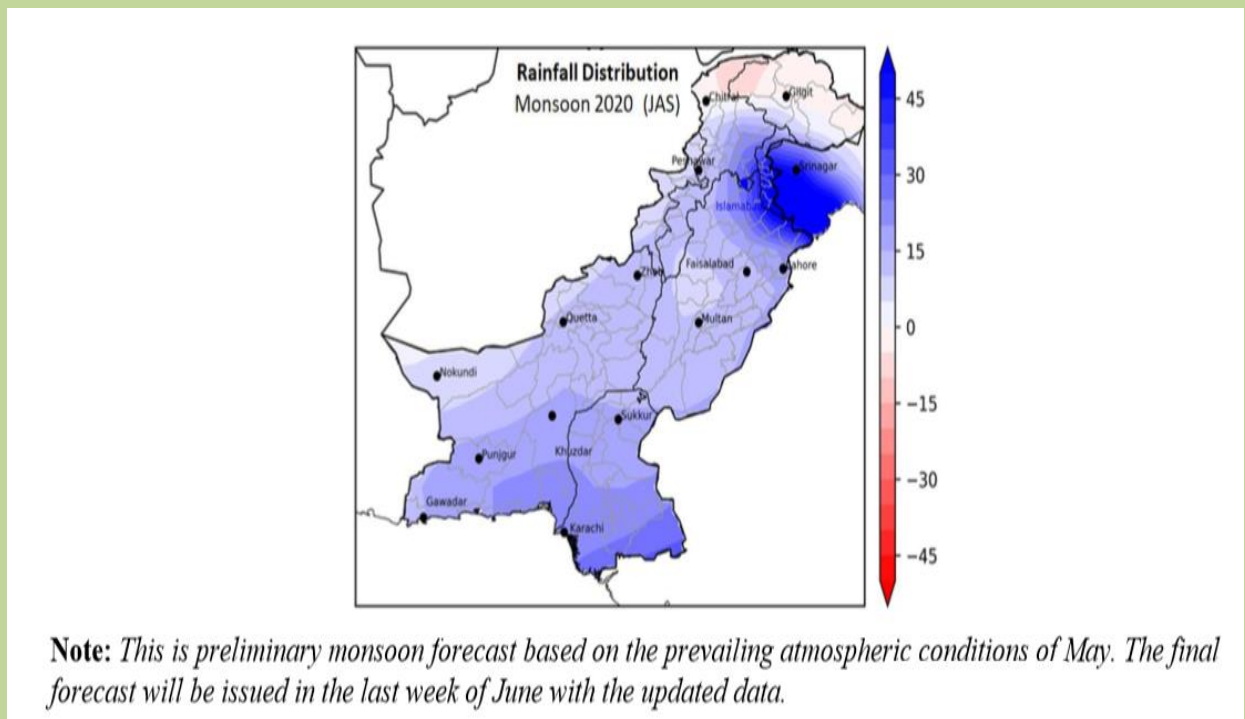 Rainfall Distribution
Monsoon 2020 (JAS)
Chitral
Gilgit
Peshawar
Srinagar
Islamabad
Zhob
Faisalabad
Lahore
Quetta
Multan
Nokundi
Sukkur
Punjgur
Khuzdar
Gawadar
Karachi
45
30
15
0
−15
−30
−45
Note: This is preliminary monsoon forecast based on the prevailing atmospheric conditions of May. The final
forecast will be issued in the last week of June with the updated data.